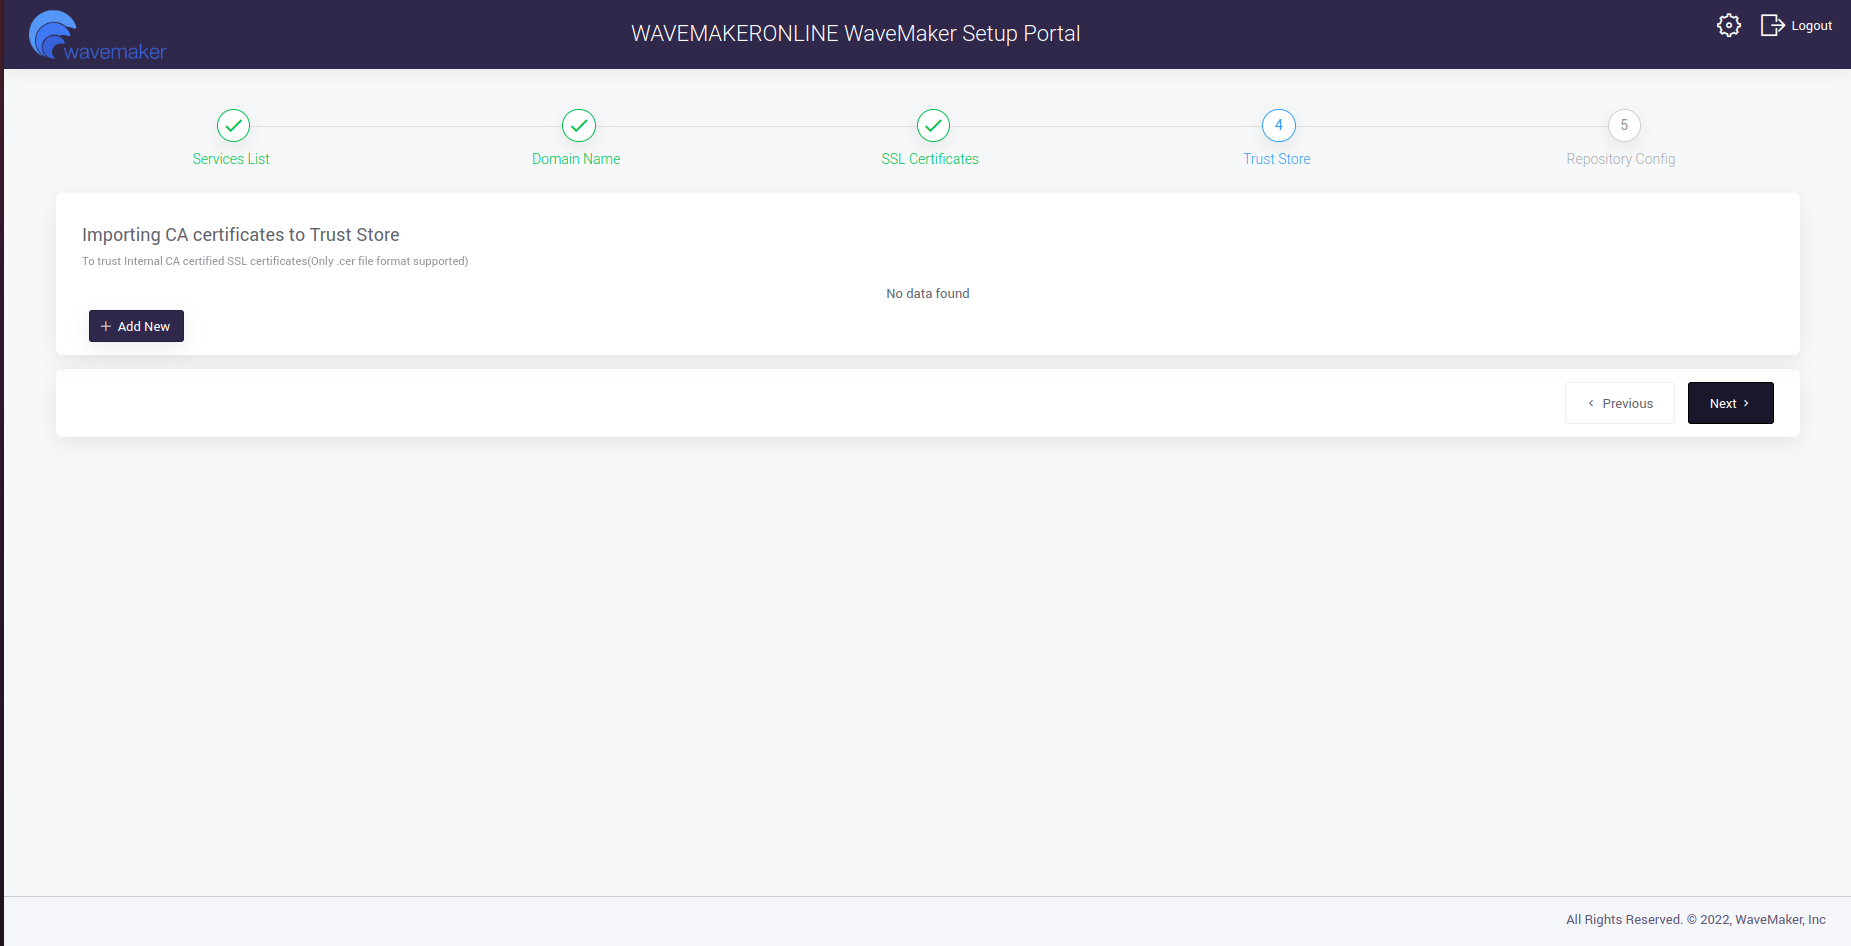 wavemaker
WAVEMAKERONLINE WaveMaker Setup Portal
Logout
4
5
Services List
Domain Name
SSL Certificates
Trust Store
Repository Config
Importing CA certificates to Trust Store
To trust Internal CA certified SSL certificates(Only .cer file format supported)
No data found
+ Add New
‹ Previous
Next ›
All Rights Reserved. © 2022, WaveMaker, Inc